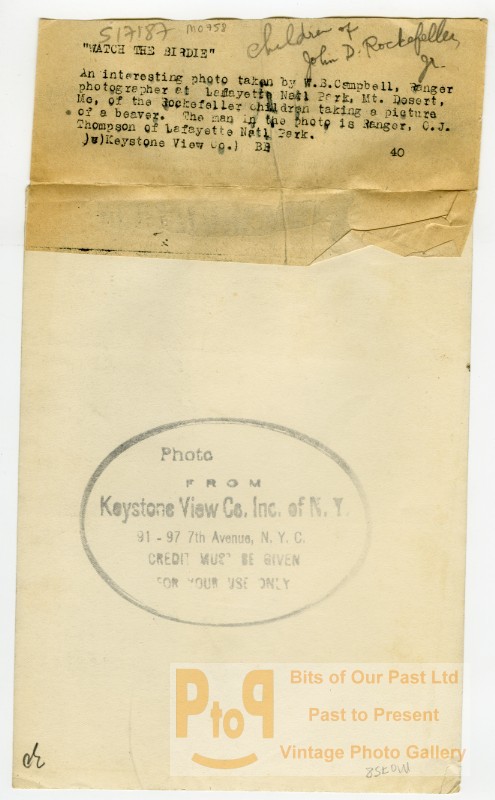 517187 MO958
children of
John D. Rockefeller,
Jr.
"WATCH THE BIRDIE"
An interesting photo taken by W.B.Campbell, Ranger
photographer at Lafayette Natl Park, Mt. Desert,
Me, of the Rockefeller children taking a picture
of a beaver. The man in the photo is Ranger, C.J.
Thompson of Lafayette Natl Park.
)w)Keystone View Co.) BB 40
Photo
FROM
Keystone View Co. Inc. of N. Y.
91 - 97 7th Avenue, N. Y. C.
CREDIT MUST BE GIVEN
FOR YOUR USE ONLY
PtoP
Bits of Our Past Ltd
Past to Present
Vintage Photo Gallery